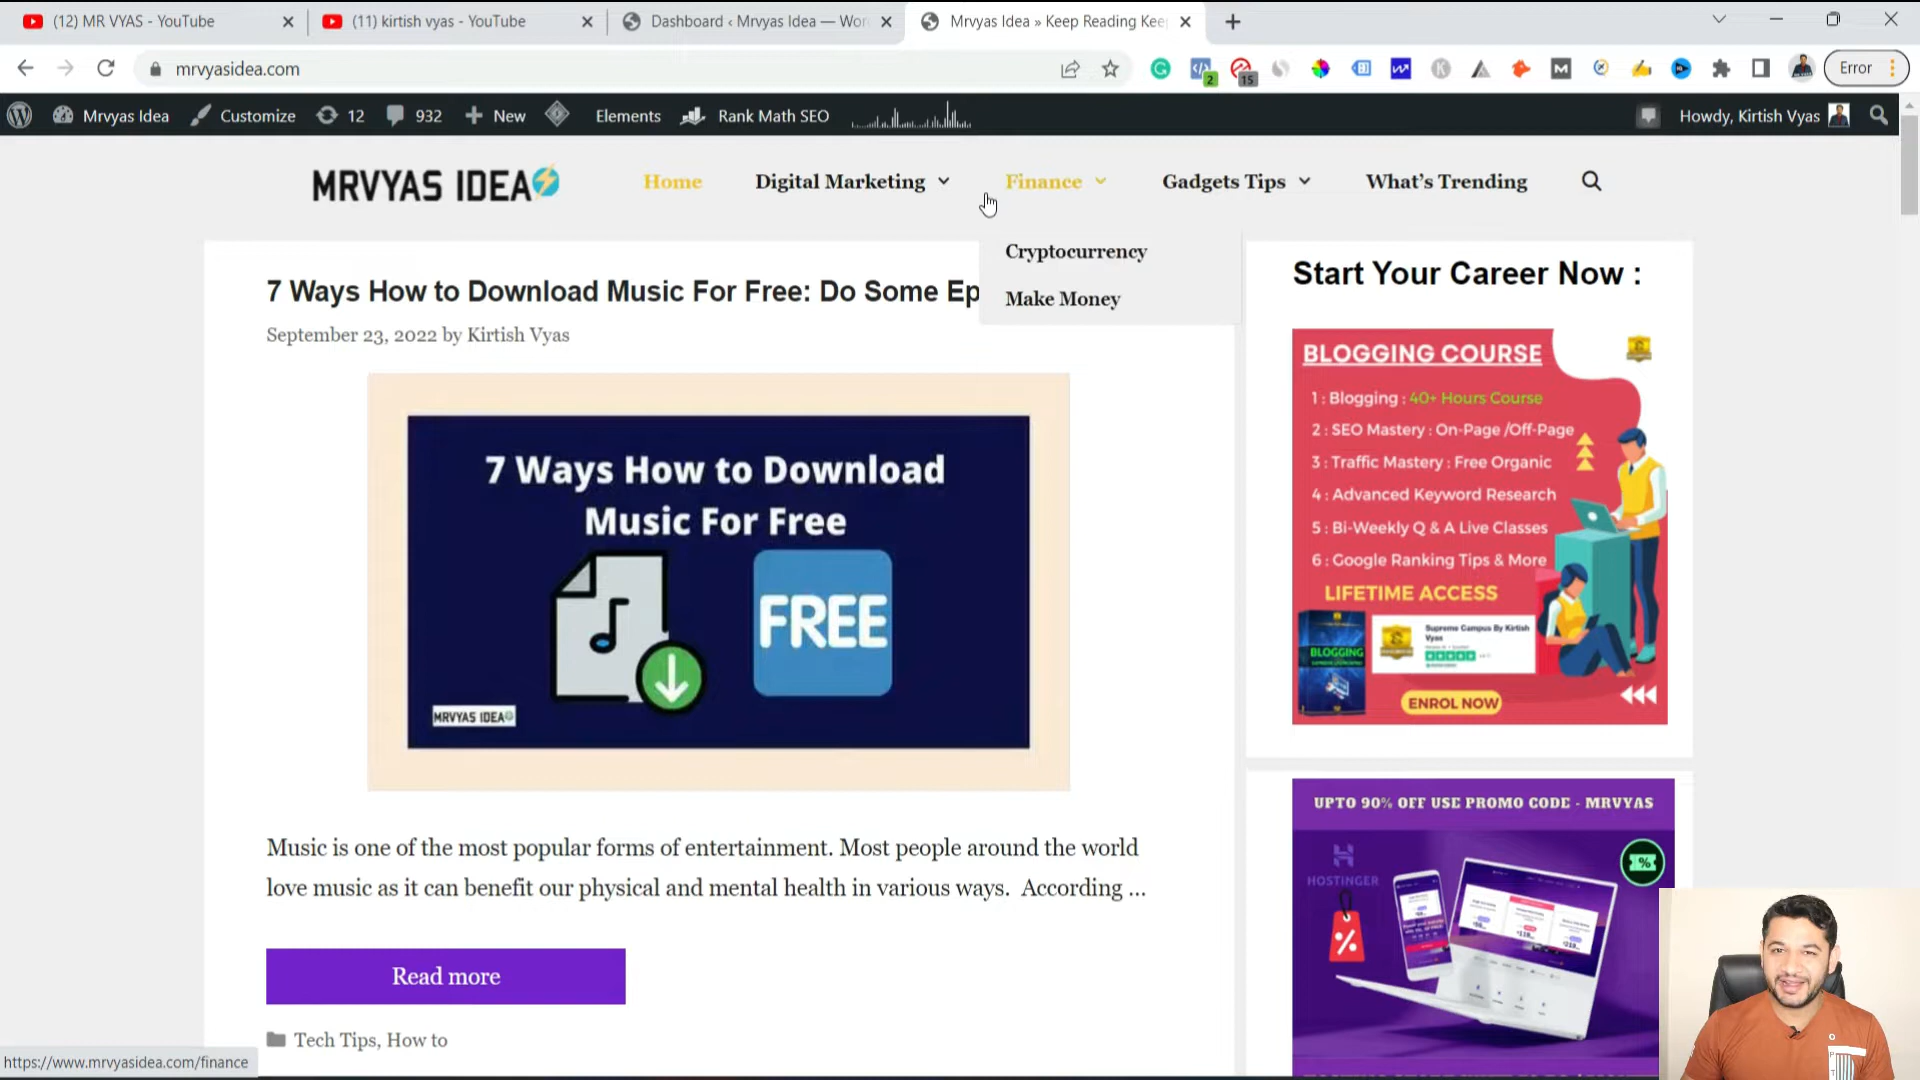 (12) MR VYAS - YouTube
(11) kirtish vyas - YouTube
Dashboard ‹ Mrvyas Idea — Wor
Mrvyas Idea » Keep Reading Kee
mrvyasidea.com
2
15
Error
Mrvyas Idea
Customize
12
932
New
Elements
Rank Math SEO
Howdy, Kirtish Vyas
MRVYAS IDEA
Home
Digital Marketing
Finance
Gadgets Tips
What's Trending
Cryptocurrency
Make Money
7 Ways How to Download Music For Free: Do Some Ep
September 23, 2022 by Kirtish Vyas
7 Ways How to Download
Music For Free
FREE
MRVYAS IDEA
Music is one of the most popular forms of entertainment. Most people around the world
love music as it can benefit our physical and mental health in various ways. According ...
Read more
Tech Tips, How to
https://www.mrvyasidea.com/finance
Start Your Career Now :
BLOGGING COURSE
1 : Blogging : 40+ Hours Course
2 : SEO Mastery : On-Page /Off-Page
3 : Traffic Mastery : Free Organic
4 : Advanced Keyword Research
5 : Bi-Weekly Q & A Live Classes
6 : Google Ranking Tips & More
LIFETIME ACCESS
Supreme Campus By Kirtish
Vyas
BLOGGING
ENROL NOW
UPTO 90% OFF USE PROMO CODE - MRVYAS
HOSTINGER